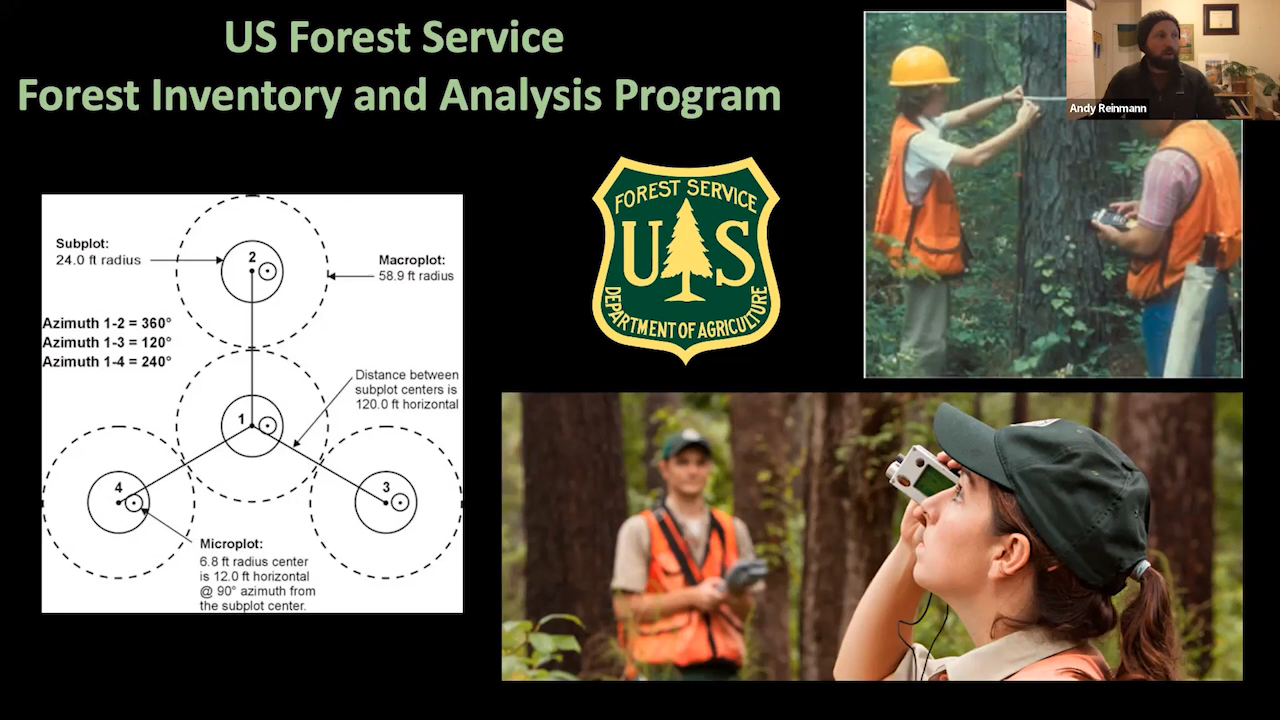 US Forest Service
Forest Inventory and Analysis Program
Andy Reinmann
FOREST SERVICE
U S
DEPARTMENT OF AGRICULTURE
Subplot:
24.0 ft radius
2
Macroplot:
58.9 ft radius
Azimuth 1-2 = 360°
Azimuth 1-3 = 120°
Azimuth 1-4 = 240°
Distance between
subplot centers is
120.0 ft horizontal
1
4
3
Microplot:
6.8 ft radius center
is 12.0 ft horizontal
@ 90° azimuth from
the subplot center.